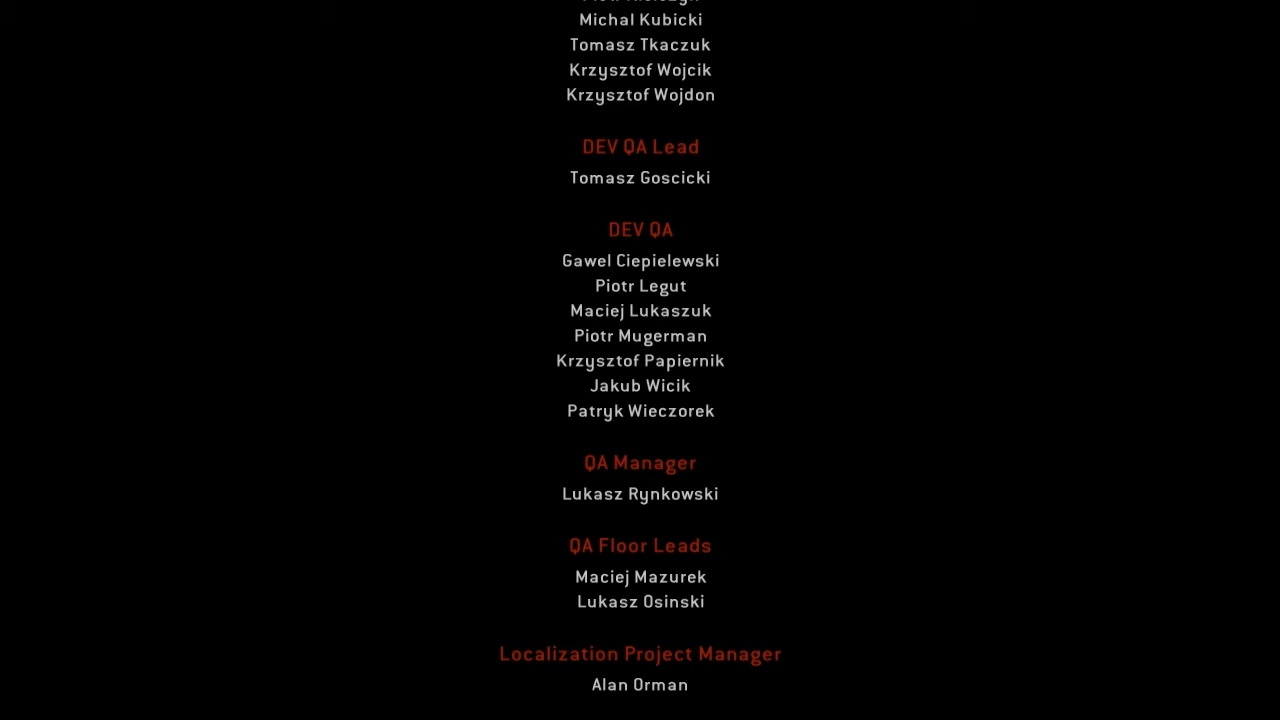 Michal Kubicki
Tomasz Tkaczuk
Krzysztof Wojcik
Krzysztof Wojdon
DEV QA Lead
Tomasz Goscicki
DEV QA
Gawel Ciepielewski
Piotr Legut
Maciej Lukaszuk
Piotr Mugerman
Krzysztof Papiernik
Jakub Wicik
Patryk Wieczorek
QA Manager
Lukasz Rynkowski
QA Floor Leads
Maciej Mazurek
Lukasz Osinski
Localization Project Manager
Alan Orman